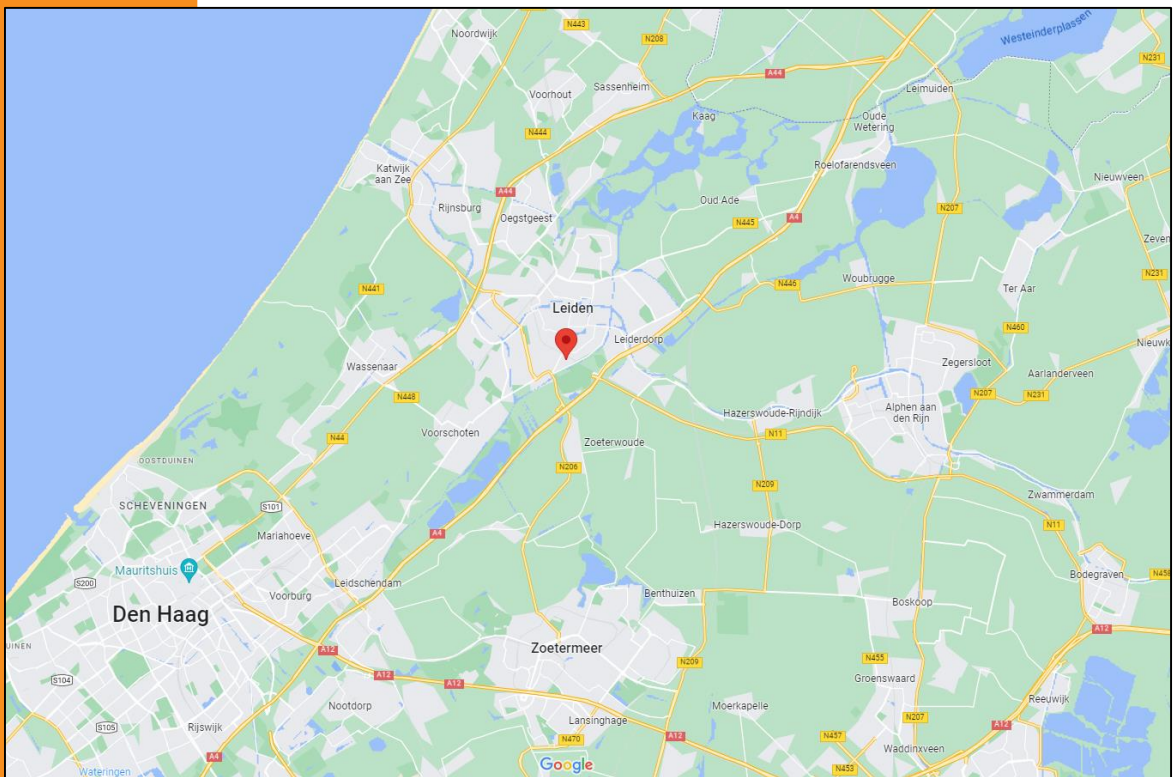 Noordwijk
N443
N208
Westeinderplassen
N231
A44
Sassenheim
Voorhout
Leimuiden
Kaag
Oude
Wetering
N444
Katwijk
aan Zee
Roelofarendsveen
Nieuwveen
A44
Rijnsburg
Oegstgeest
Oud Ade
N445
A4
N207
Zeven
N441
N446
Woubrugge
N231
Ter Aar
Leiden
Leiderdorp
N460
Nieuwk
Wassenaar
Zegersloot
Aarlanderveen
N448
N207
N231
Voorschoten
Hazerswoude-Rijndijk
Alphen aan
den Rijn
N44
N11
Zoeterwoude
OOSTDUINEN
N206
N209
Zwammerdam
SCHEVENINGEN
S101
Hazerswoude-Dorp
N11
Mariahoeve
A4
Mauritshuis
S200
Leidschendam
Bodegraven
N458
Voorburg
Benthuizen
Boskoop
Den Haag
A12
UINEN
A12
Zoetermeer
N209
N455
S104
A12
A12
Groenswaard
Nootdorp
Moerkapelle
Reeuwijk
S105
Rijswijk
Lansinghage
N207
A12
N470
A12
N457
Waddinxveen
A4
Google
N453
Wateringen